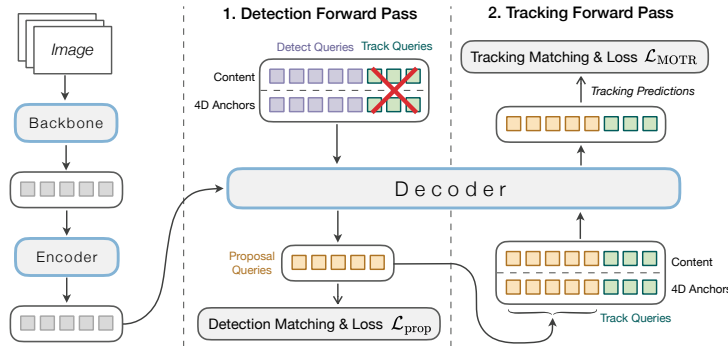 Image
Backbone
Encoder
1. Detection Forward Pass
Detect Queries Track Queries
Content
4D Anchors
Decoder
Proposal
Queries
Detection Matching & Loss ℒprop
2. Tracking Forward Pass
Tracking Matching & Loss ℒMOTR
Tracking Predictions
Content
4D Anchors
Track Queries